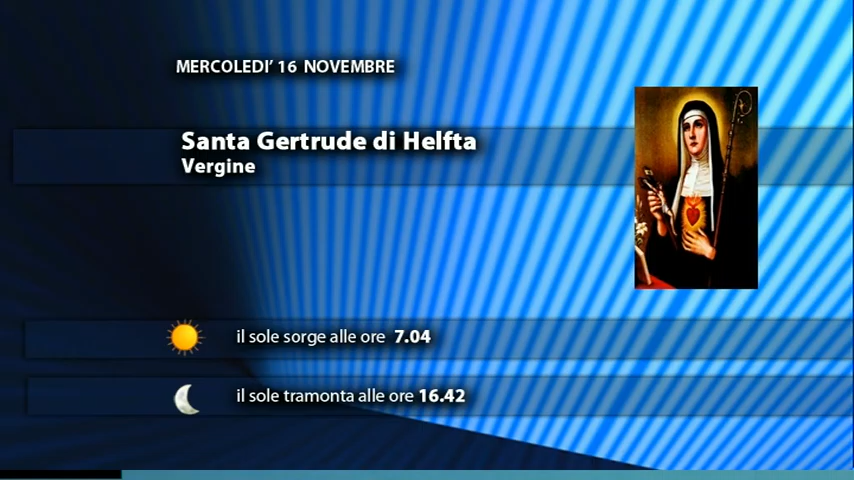 MERCOLEDI’ 16 NOVEMBRE
Santa Gertrude di Helfta
Vergine
il sole sorge alle ore 7.04
il sole tramonta alle ore 16.42